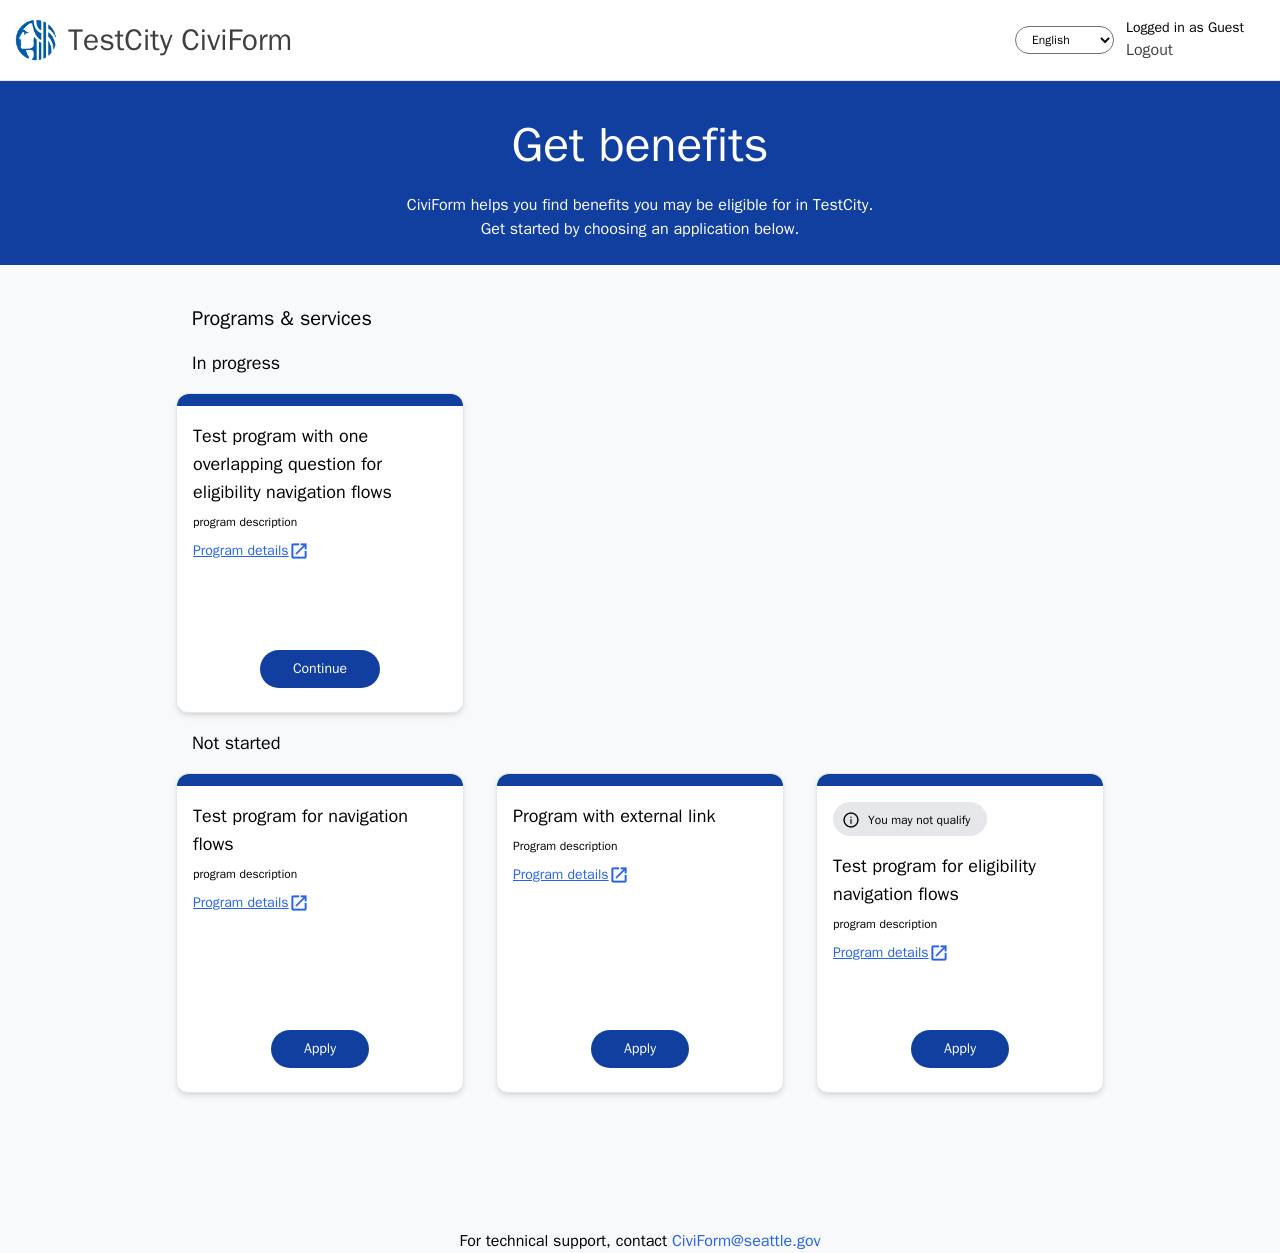 TestCity CiviForm
English
Logged in as Guest
Logout
Get benefits
CiviForm helps you find benefits you may be eligible for in TestCity.
Get started by choosing an application below.
Programs & services
In progress
Test program with one
overlapping question for
eligibility navigation flows
program description
Program details
Continue
Not started
Test program for navigation
flows
program description
Program details
Apply
Program with external link
Program description
Program details
Apply
You may not qualify
Test program for eligibility
navigation flows
program description
Program details
Apply
For technical support, contact CiviForm@seattle.gov